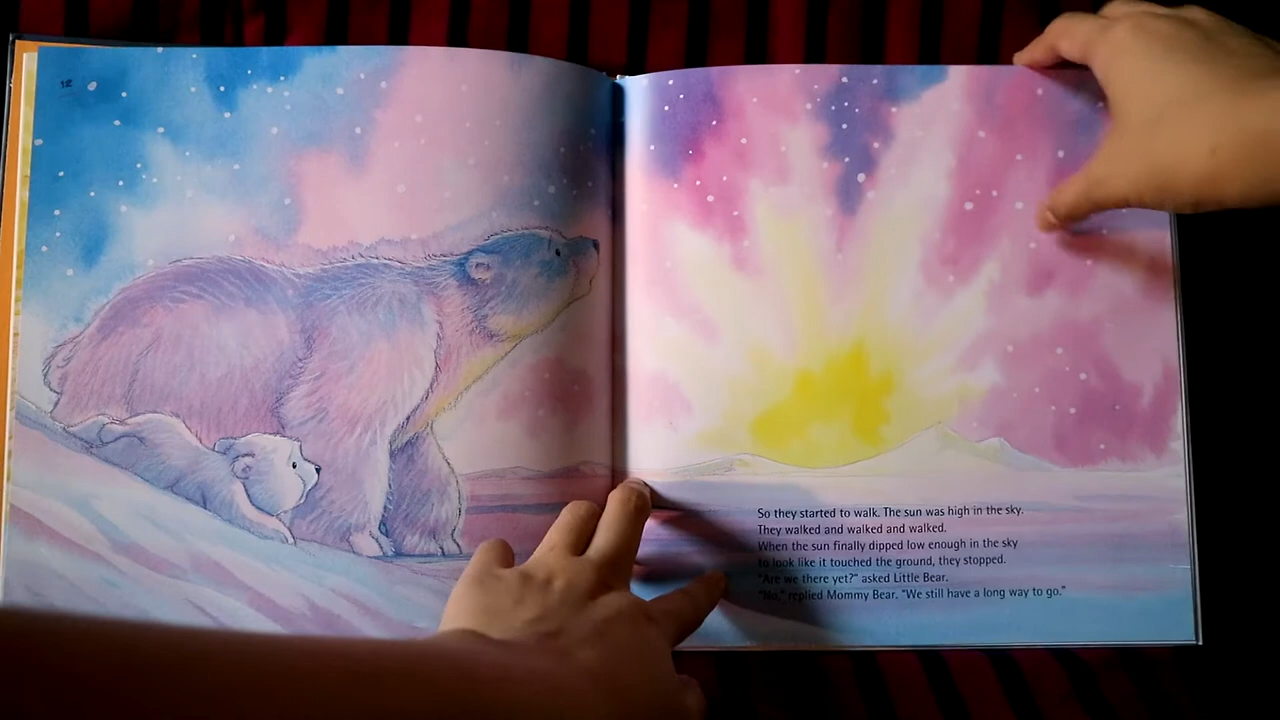 12
So they started to walk. The sun was high in the sky.
They walked and walked and walked.
When the sun finally dipped low enough in the sky
to look like it touched the ground, they stopped.
"Are we there yet?" asked Little Bear.
"No," replied Mommy Bear. "We still have a long way to go."